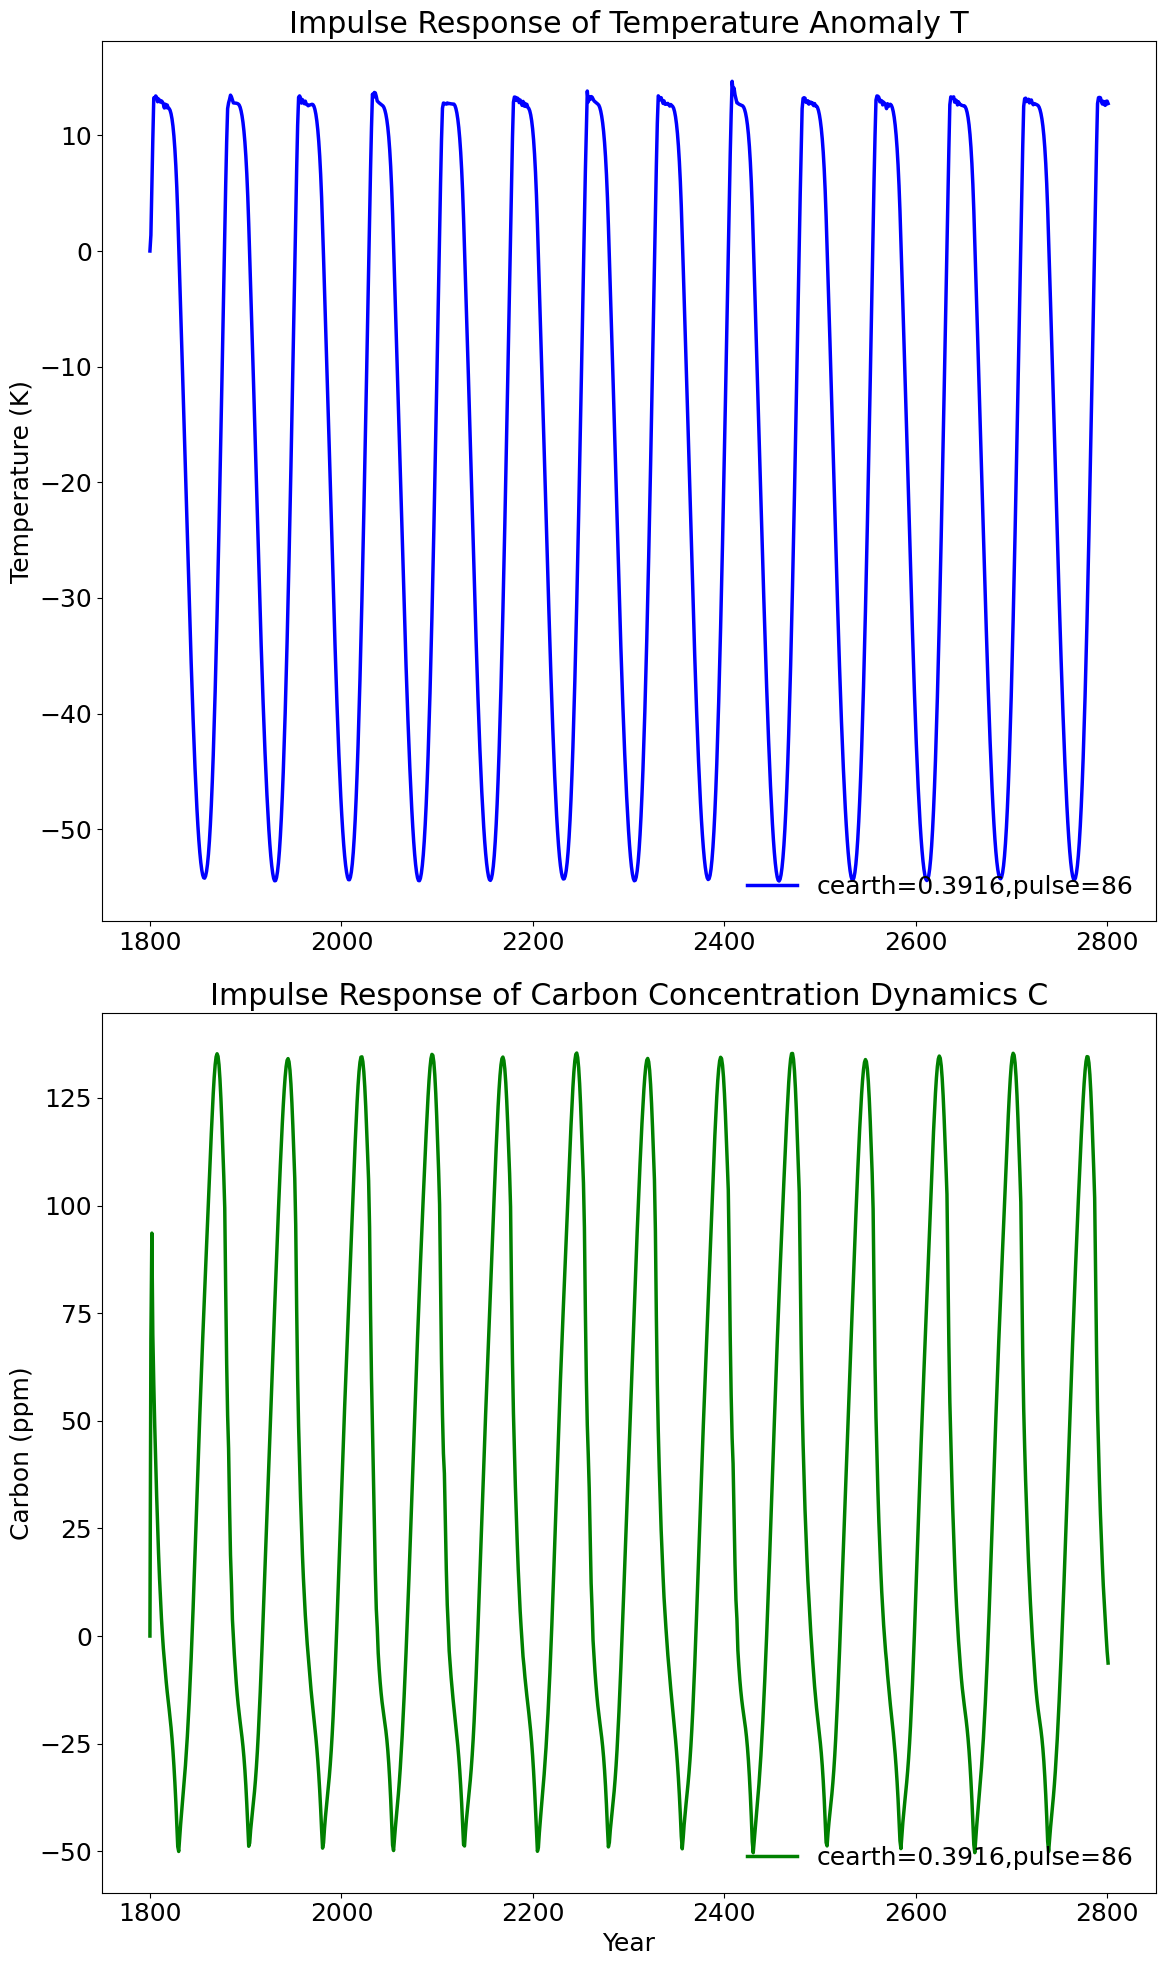 Impulse Response of Temperature Anomaly T
10
0
−10
−20
−30
−40
−50
Temperature (K)
cearth=0.3916,pulse=86
1800 2000 2200 2400 2600 2800
Impulse Response of Carbon Concentration Dynamics C
125
100
75
50
25
0
−25
−50
Carbon (ppm)
cearth=0.3916,pulse=86
1800 2000 2200 2400 2600 2800
Year